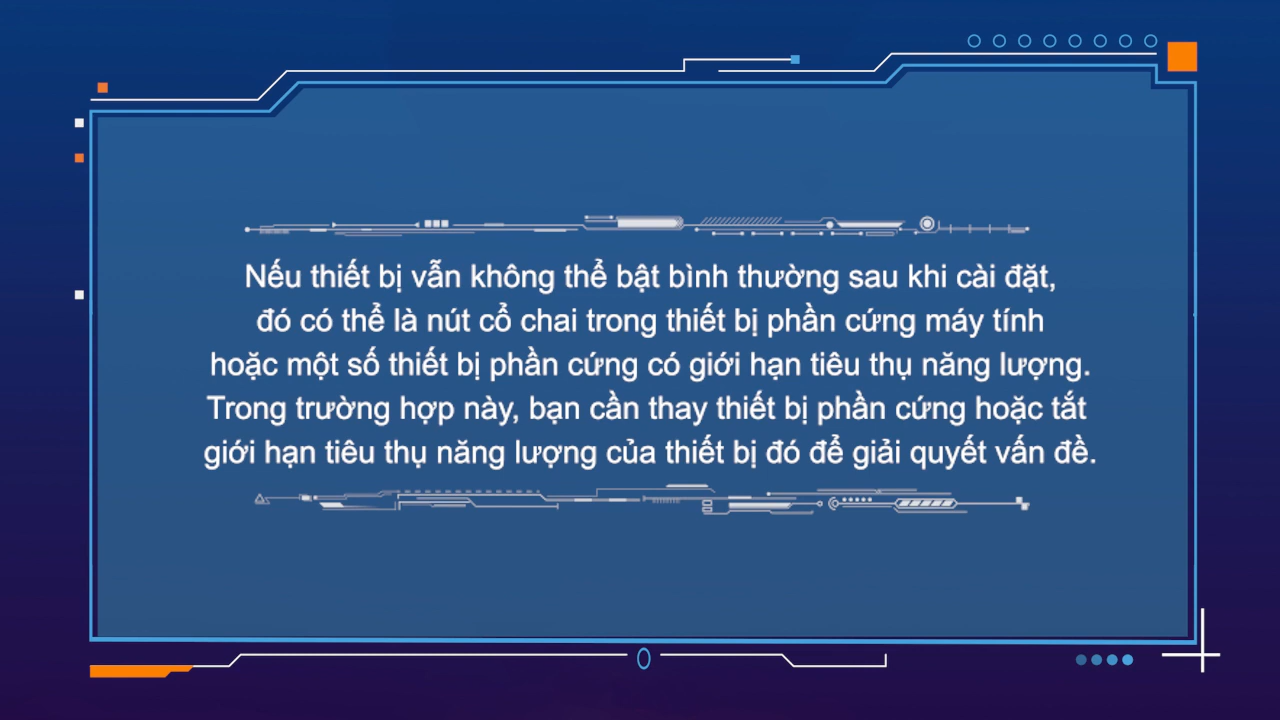 Nếu thiết bị vẫn không thể bật bình thường sau khi cài đặt,
đó có thể là nút cổ chai trong thiết bị phần cứng máy tính
hoặc một số thiết bị phần cứng có giới hạn tiêu thụ năng lượng.
Trong trường hợp này, bạn cần thay thiết bị phần cứng hoặc tắt
giới hạn tiêu thụ năng lượng của thiết bị đó để giải quyết vấn đề.